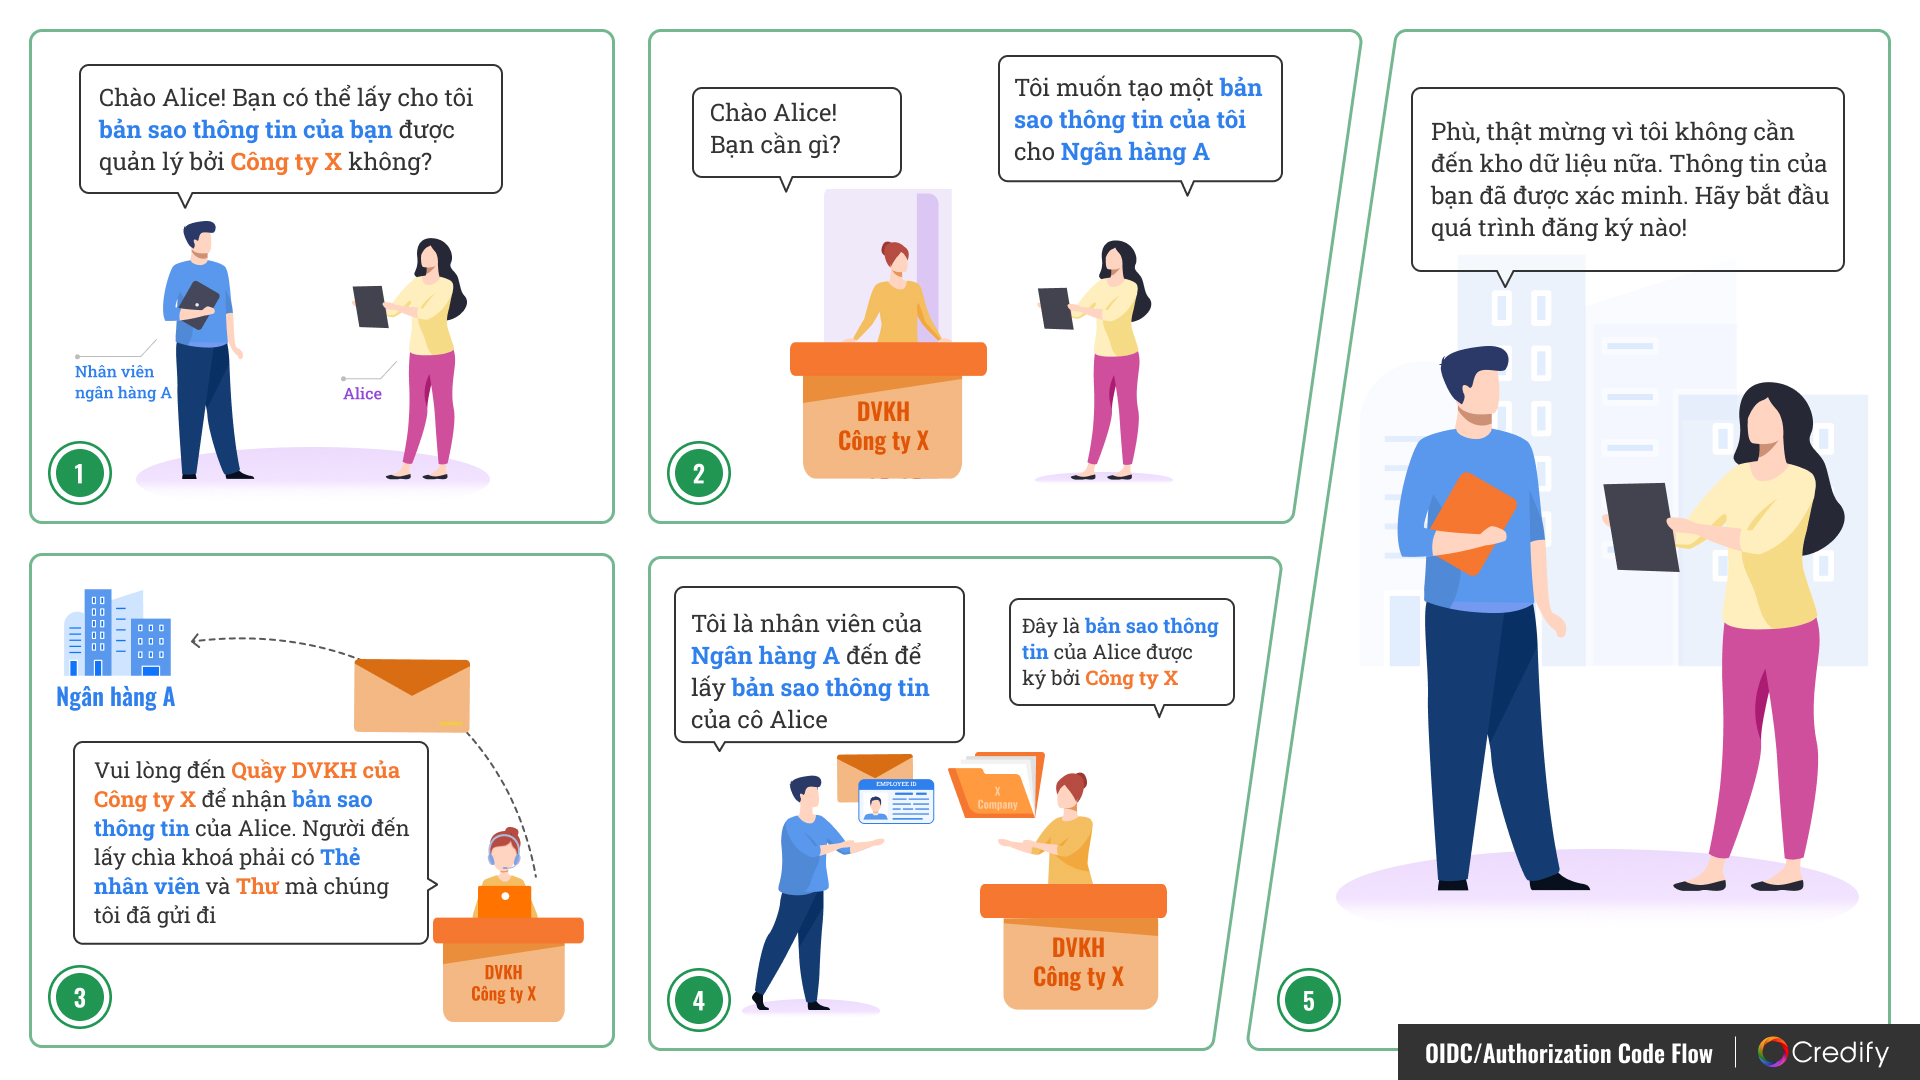 Chào Alice! Bạn có thể lấy cho tôi
bản sao thông tin của bạn được
quản lý bởi Công ty X không?
Nhân viên
ngân hàng A
Alice
1
Chào Alice!
Bạn cần gì?
Tôi muốn tạo một bản
sao thông tin của tôi
cho Ngân hàng A
DVKH
Công ty X
2
Ngân hàng A
Vui lòng đến Quầy DVKH của
Công ty X để nhận bản sao
thông tin của Alice. Người đến
lấy chìa khoá phải có Thẻ
nhân viên và Thư mà chúng
tôi đã gửi đi
DVKH
Công ty X
3
Tôi là nhân viên của
Ngân hàng A đến để
lấy bản sao thông tin
của cô Alice
Đây là bản sao thông
tin của Alice được
ký bởi Công ty X
EMPLOYEE ID
X
Company
DVKH
Công ty X
4
Phù, thật mừng vì tôi không cần
đến kho dữ liệu nữa. Thông tin của
bạn đã được xác minh. Hãy bắt đầu
quá trình đăng ký nào!
5
OIDC/Authorization Code Flow
Credify